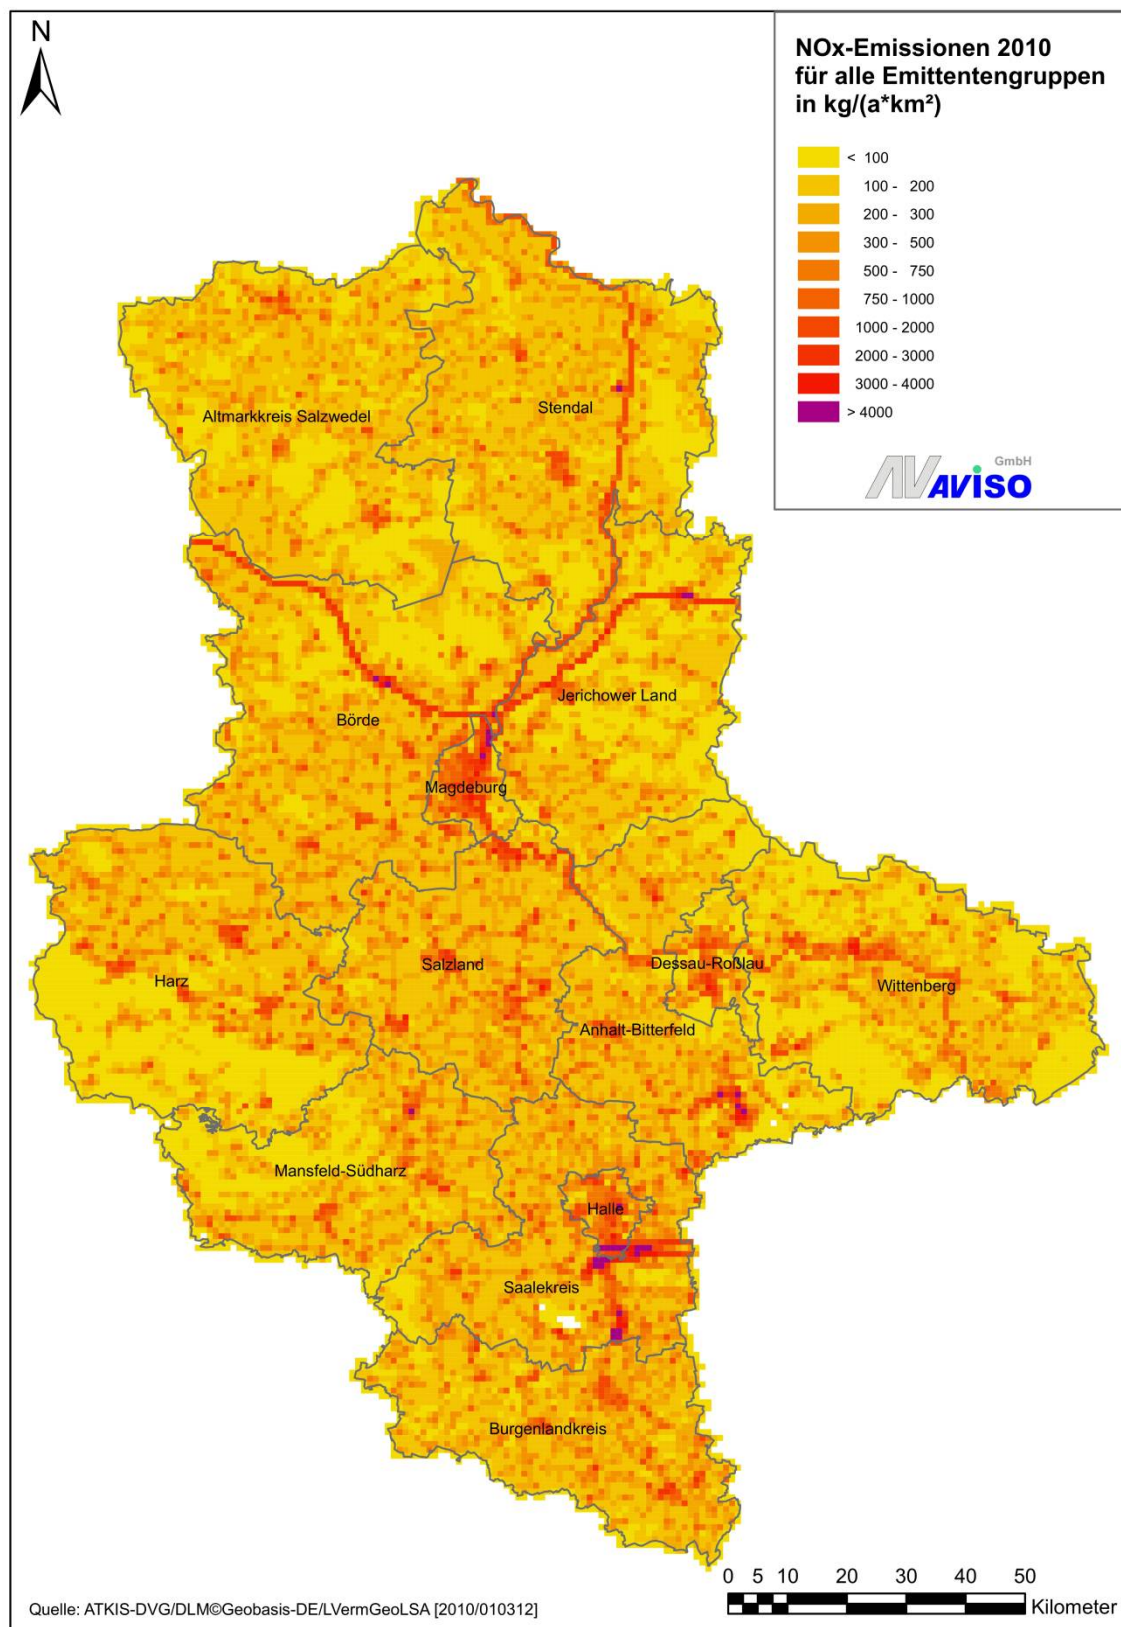 N
NOx-Emissionen 2010
für alle Emittentengruppen
in kg/(a*km²)
< 100
100 - 200
200 - 300
300 - 500
500 - 750
750 - 1000
1000 - 2000
2000 - 3000
3000 - 4000
> 4000
GmbH
AVISO
Altmarkkreis Salzwedel
Stendal
Jerichower Land
Börde
Magdeburg
Dessau-Roßlau
Salzland
Harz
Wittenberg
Anhalt-Bitterfeld
Mansfeld-Südharz
Halle
Saalekreis
Burgenlandkreis
0 5 10 20 30 40 50
Kilometer
Quelle: ATKIS-DVG/DLM©Geobasis-DE/LVermGeoLSA [2010/010312]